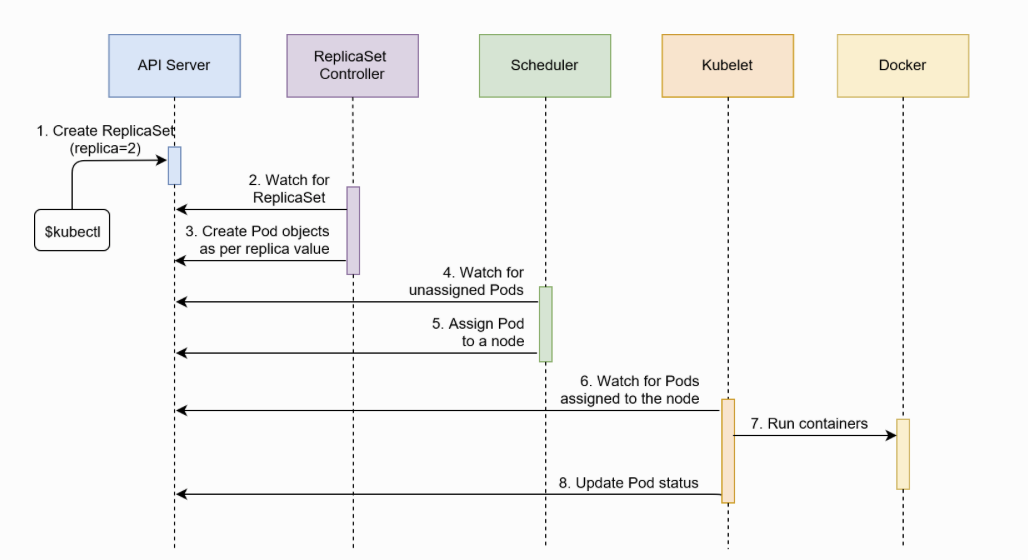 API Server
ReplicaSet
Controller
Scheduler
Kubelet
Docker
1. Create ReplicaSet
(replica=2)
$kubectl
2. Watch for
ReplicaSet
3. Create Pod objects
as per replica value
4. Watch for
unassigned Pods
5. Assign Pod
to a node
6. Watch for Pods
assigned to the node
7. Run containers
8. Update Pod status